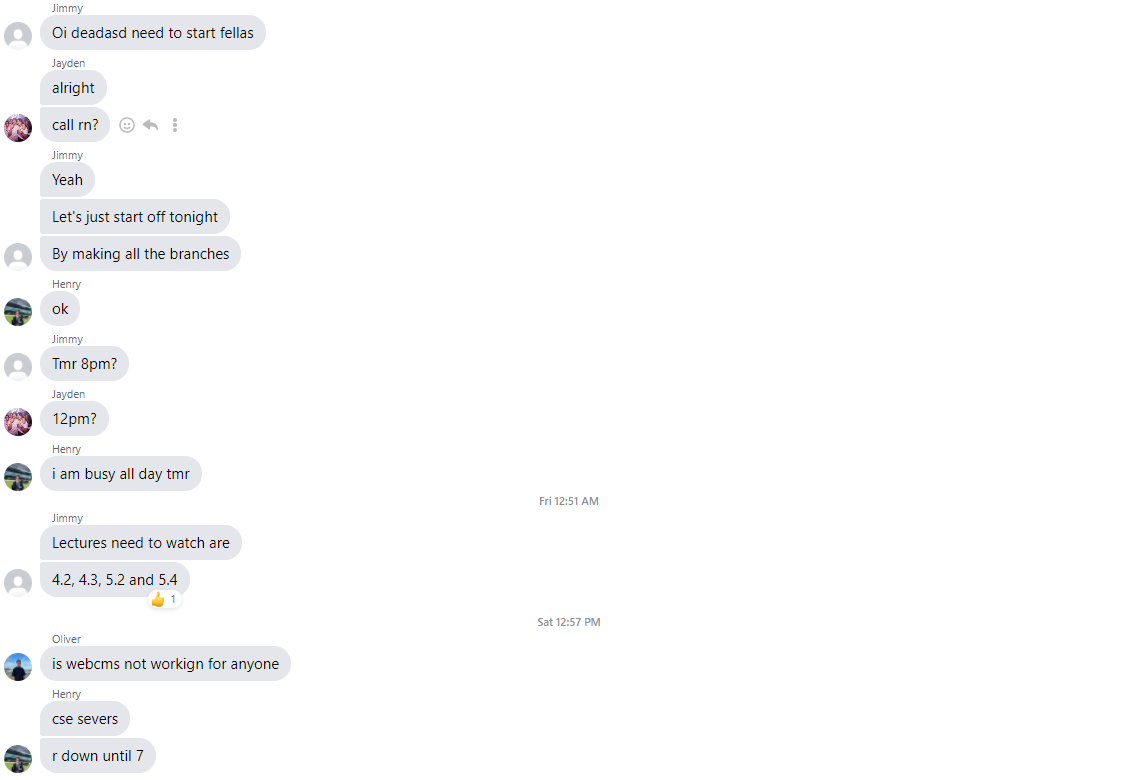 Jimmy
Oi deadasd need to start fellas
Jayden
alright
call rn?
Jimmy
Yeah
Let's just start off tonight
By making all the branches
Henry
ok
Jimmy
Tmr 8pm?
Jayden
12pm?
Henry
i am busy all day tmr
Fri 12:51 AM
Jimmy
Lectures need to watch are
4.2, 4.3, 5.2 and 5.4
1
Sat 12:57 PM
Oliver
is webcms not workign for anyone
Henry
cse severs
r down until 7